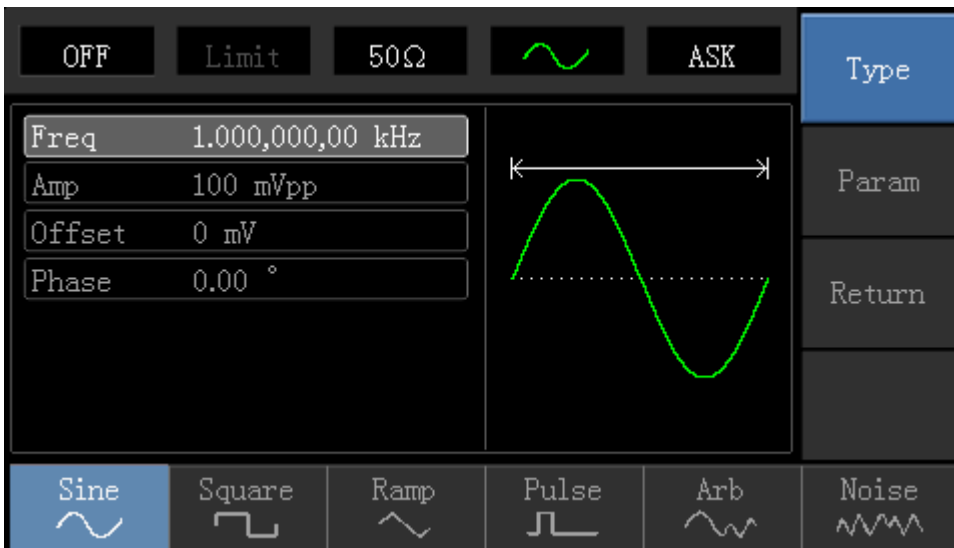 OFF Limit 50Ω ASK
Type
Freq 1.000,000,00 kHz
Amp 100 mVpp
Offset 0 mV
Phase 0.00 °
Param
Return
Sine Square Ramp Pulse Arb Noise